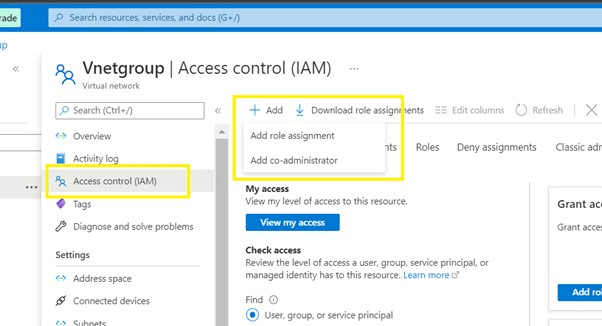 rade
Search resources, services, and docs (G+/)
up
Vnetgroup | Access control (IAM) ...
Virtual network
Search (Ctrl+/)
«
«
Add
Download role assignments
Edit columns
Refresh
Add role assignment
Add co-administrator
nts
Roles
Deny assignments
Classic adm
Overview
Activity log
Access control (IAM)
Tags
Diagnose and solve problems
Settings
Address space
Connected devices
Subnets
My access
View my level of access to this resource.
View my access
Check access
Review the level of access a user, group, service principal, or
managed identity has to this resource. Learn more
Find
User, group, or service principal
Grant acce
Grant acces
Add ro